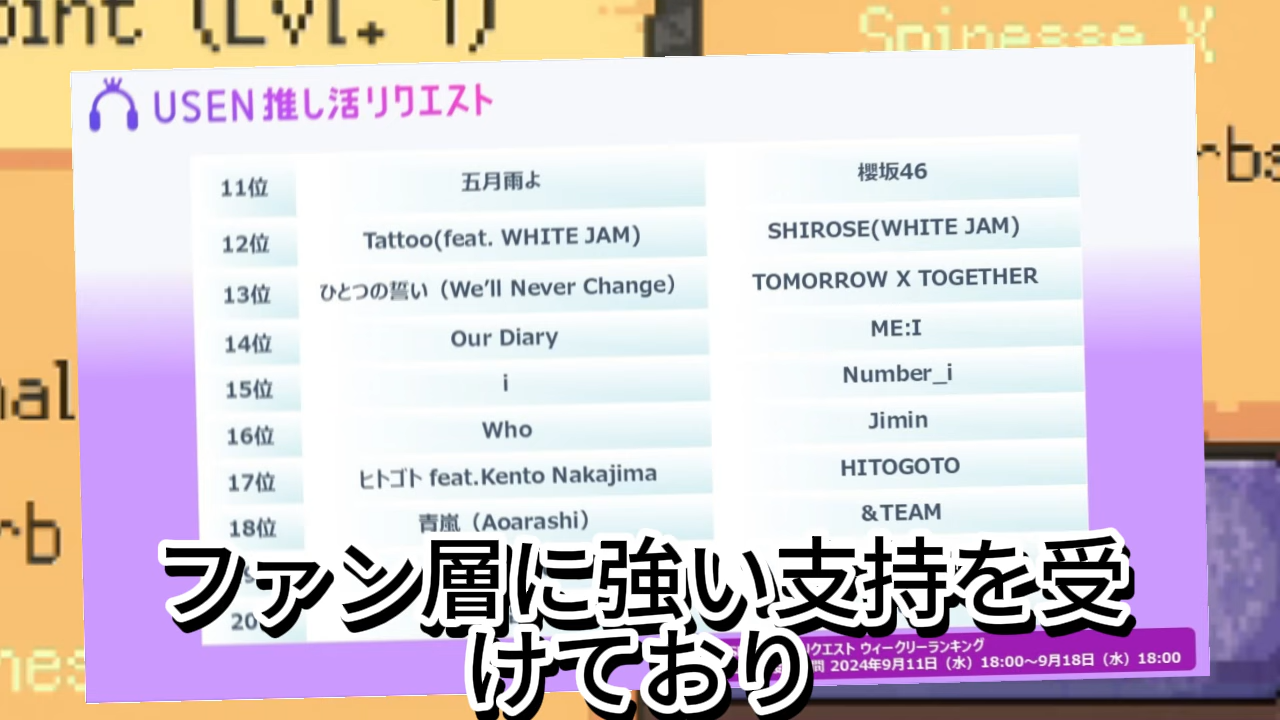 oint (Lvl. 1)
Spinesse X
USEN 推し活リクエスト
11位 五月雨よ 櫻坂46
12位 Tattoo(feat. WHITE JAM) SHIROSE(WHITE JAM)
13位 ひとつの誓い（We'll Never Change） TOMORROW X TOGETHER
14位 Our Diary ME:I
15位 i Number_i
16位 Who Jimin
17位 ヒトゴト feat.Kento Nakajima HITOGOTO
18位 青嵐（Aoarashi） &TEAM
20
ファン層に強い支持を受
けており
リクエスト ウィークリーランキング
間 2024年9月11日（水）18:00～9月18日（水）18:00